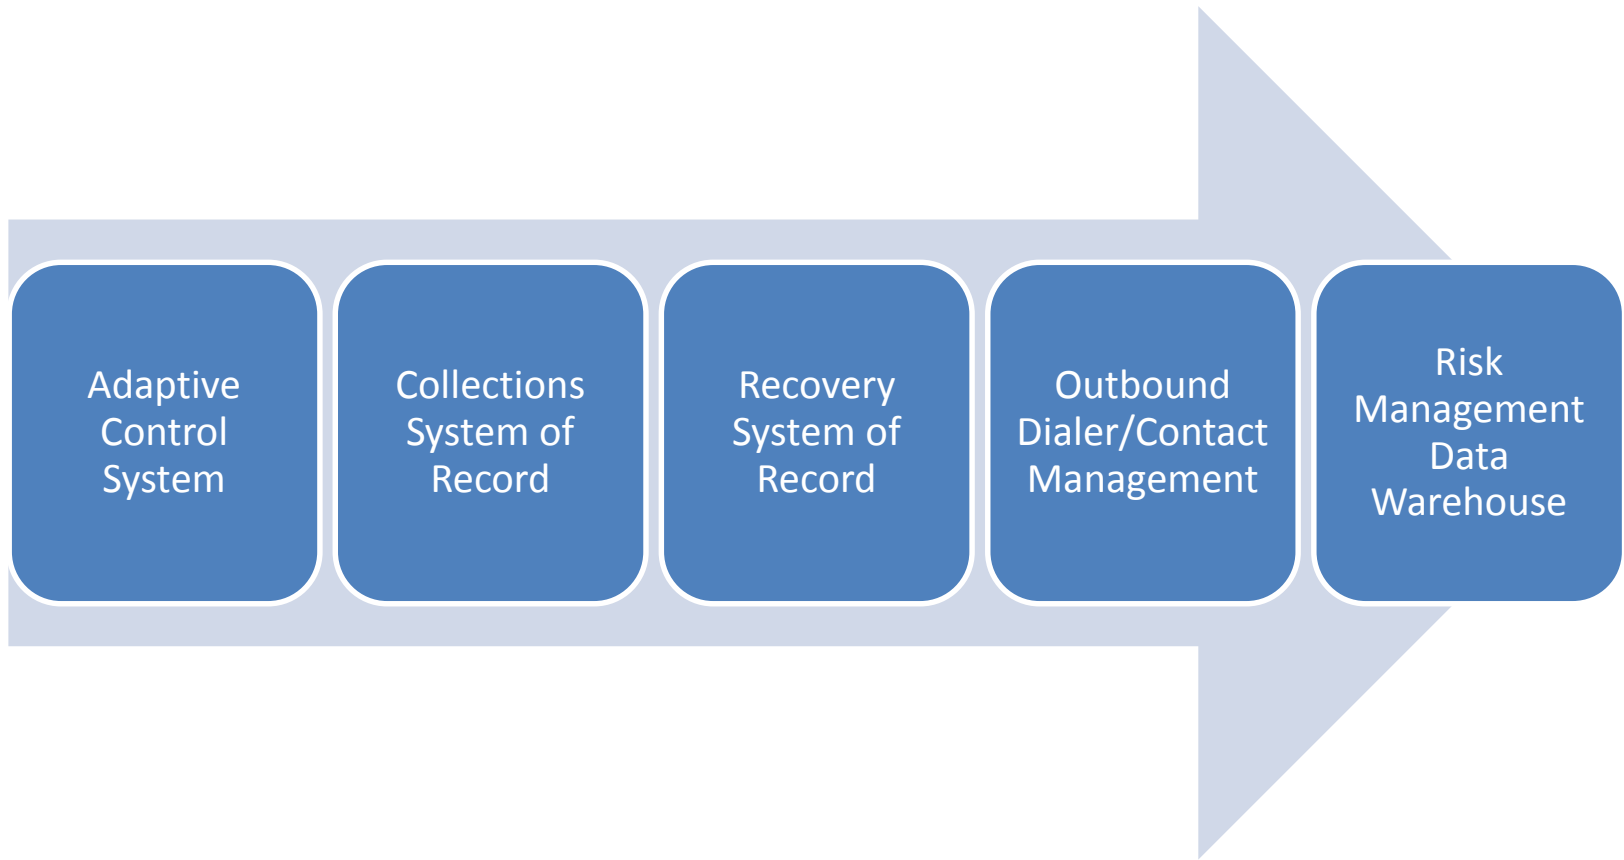 Adaptive
Control
System
Collections
System of
Record
Recovery
System of
Record
Outbound
Dialer/Contact
Management
Risk
Management
Data
Warehouse